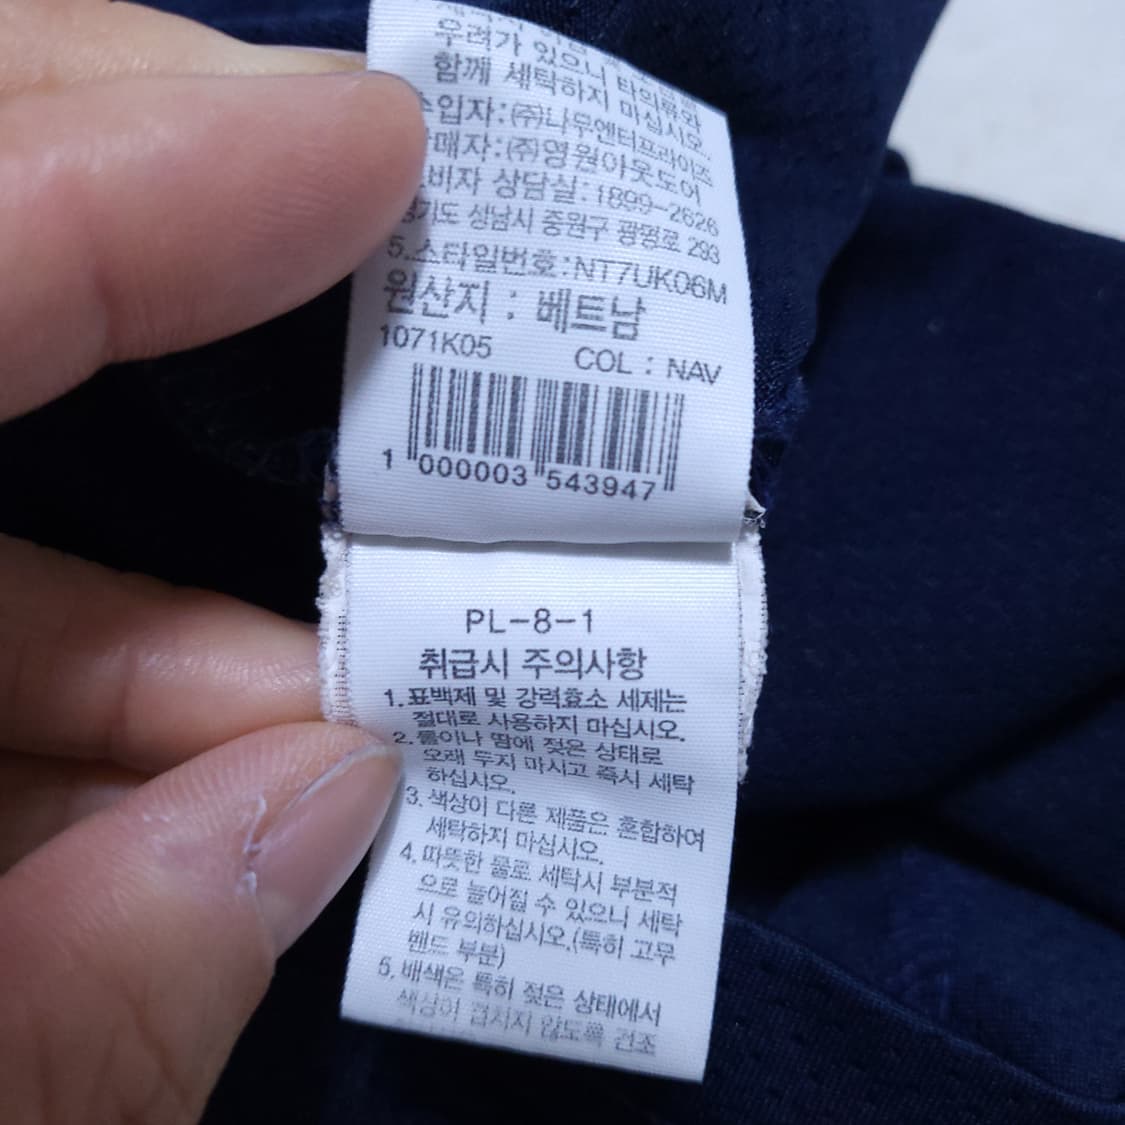 우려가 있으니 타의류와
함께 세탁하지 마십시오.
입자:(주)나무엔터프라이즈
매자:(주)영원아웃도어
비자 상담실: 1899-2626
경기도 성남시 중원구 광명로 293
5.스타일번호:NT7UK06M
원산지 : 베트남
1071K05 COL : NAV
1 000003 543947
PL-8-1
취급시 주의사항
1.표백제 및 강력효소 세제는
절대로 사용하지 마십시오.
2.물이나 땀에 젖은 상태로
오래 두지 마시고 즉시 세탁
하십시오.
3.색상이 다른 제품은 혼합하여
세탁하지 마십시오.
4.따뜻한 물로 세탁시 부분적
으로 늘어질 수 있으니 세탁
시 유의하십시오.(특히 고무
밴드 부분)
5.배색은 특히 젖은 상태에서
색상이 겹치지 않도록 건조